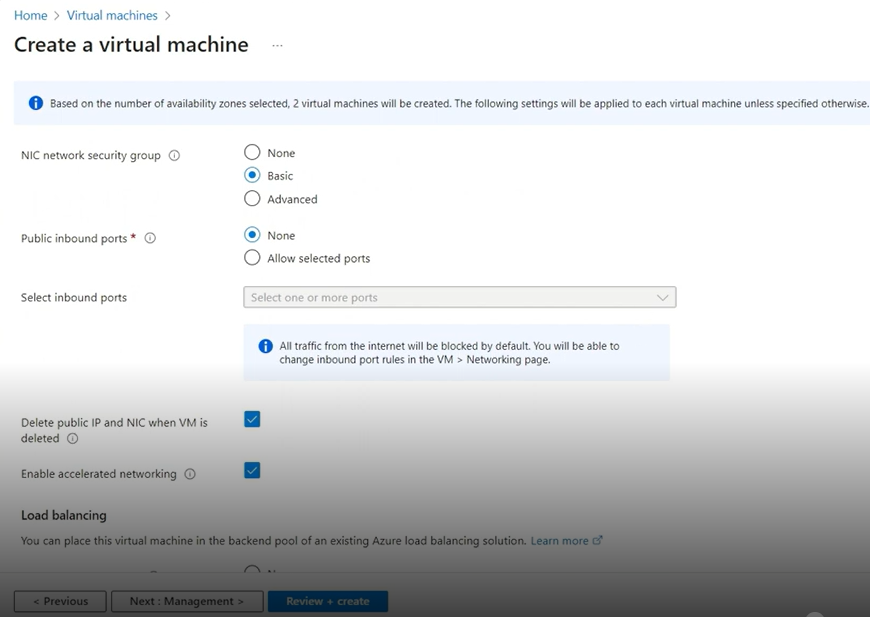 Home > Virtual machines >
Create a virtual machine ...
Based on the number of availability zones selected, 2 virtual machines will be created. The following settings will be applied to each virtual machine unless specified otherwise.
NIC network security group
None
Basic
Advanced
Public inbound ports *
None
Allow selected ports
Select inbound ports
Select one or more ports
All traffic from the internet will be blocked by default. You will be able to
change inbound port rules in the VM > Networking page.
Delete public IP and NIC when VM is
deleted
Enable accelerated networking
Load balancing
You can place this virtual machine in the backend pool of an existing Azure load balancing solution. Learn more
< Previous
Next : Management >
Review + create